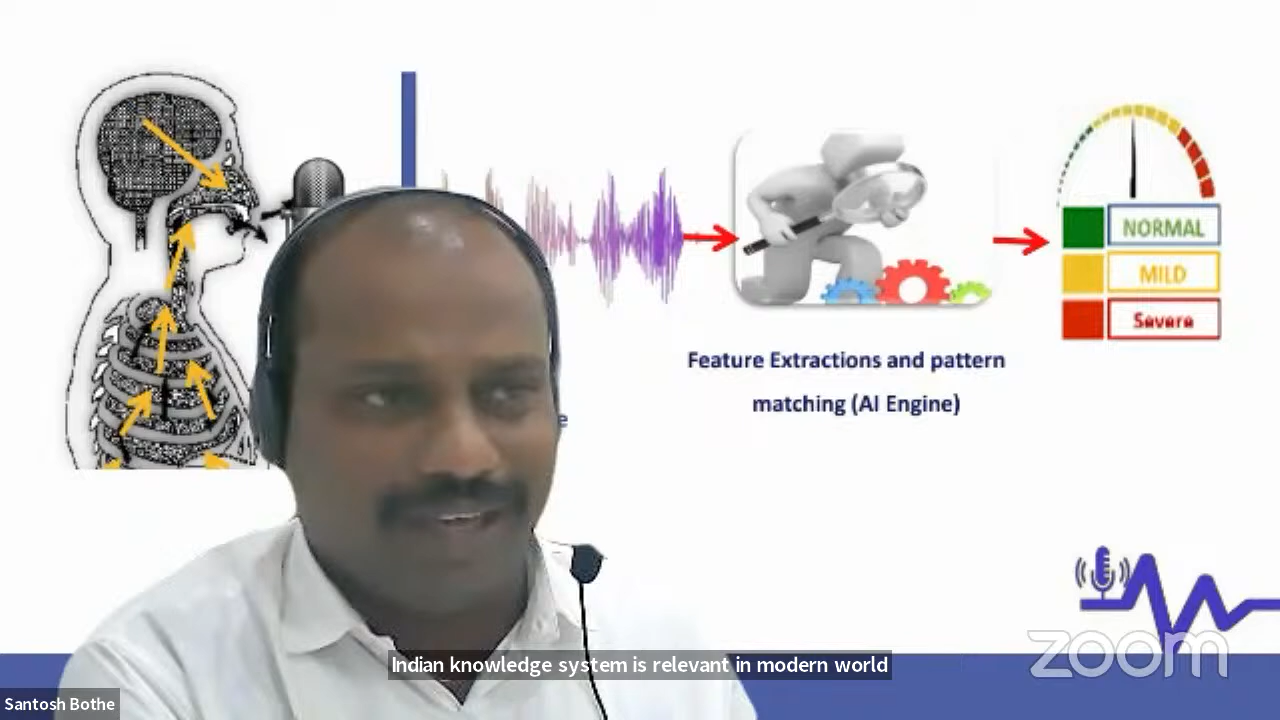 NORMAL
MILD
Severe
Feature Extractions and pattern
matching (AI Engine)
Indian knowledge system is relevant in modern world
zoom
Santosh Bothe